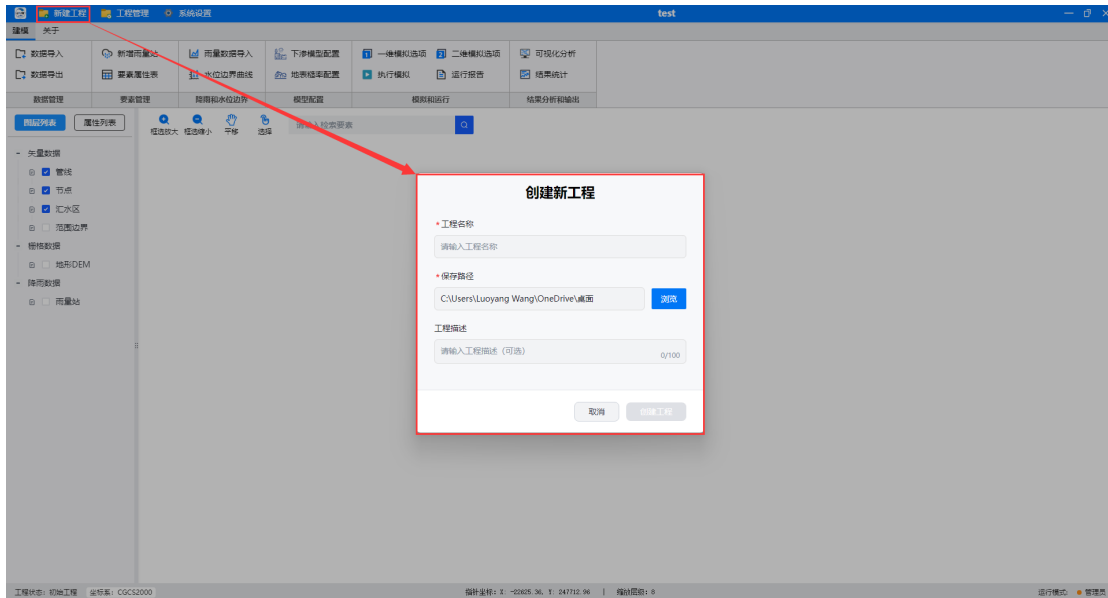 新建工程 工程管理 系统设置 test
建模 关于
数据导入 新增雨量站 雨量数据导入 下渗模型配置 一维模拟选项 二维模拟选项 可视化分析
数据导出 要素属性表 水位边界曲线 地表糙率配置 执行模拟 运行报告 结果统计
数据管理 要素管理 降雨和水位边界 模型配置 模拟和运行 结果分析和输出
图层列表 属性列表 框选放大 框选缩小 平移 选择 请输入检索要素
矢量数据
管线
节点
汇水区
范围边界
栅格数据
地形DEM
降雨数据
雨量站
创建新工程
* 工程名称
请输入工程名称
* 保存路径
C:\Users\Luoyang Wang\OneDrive\桌面 浏览
工程描述
请输入工程描述（可选） 0/100
取消 创建工程
工程状态: 初始工程 坐标系: CGCS2000 指针坐标: X: -22625.36, Y: 247712.96 | 缩放层级: 8 运行模式: 管理员